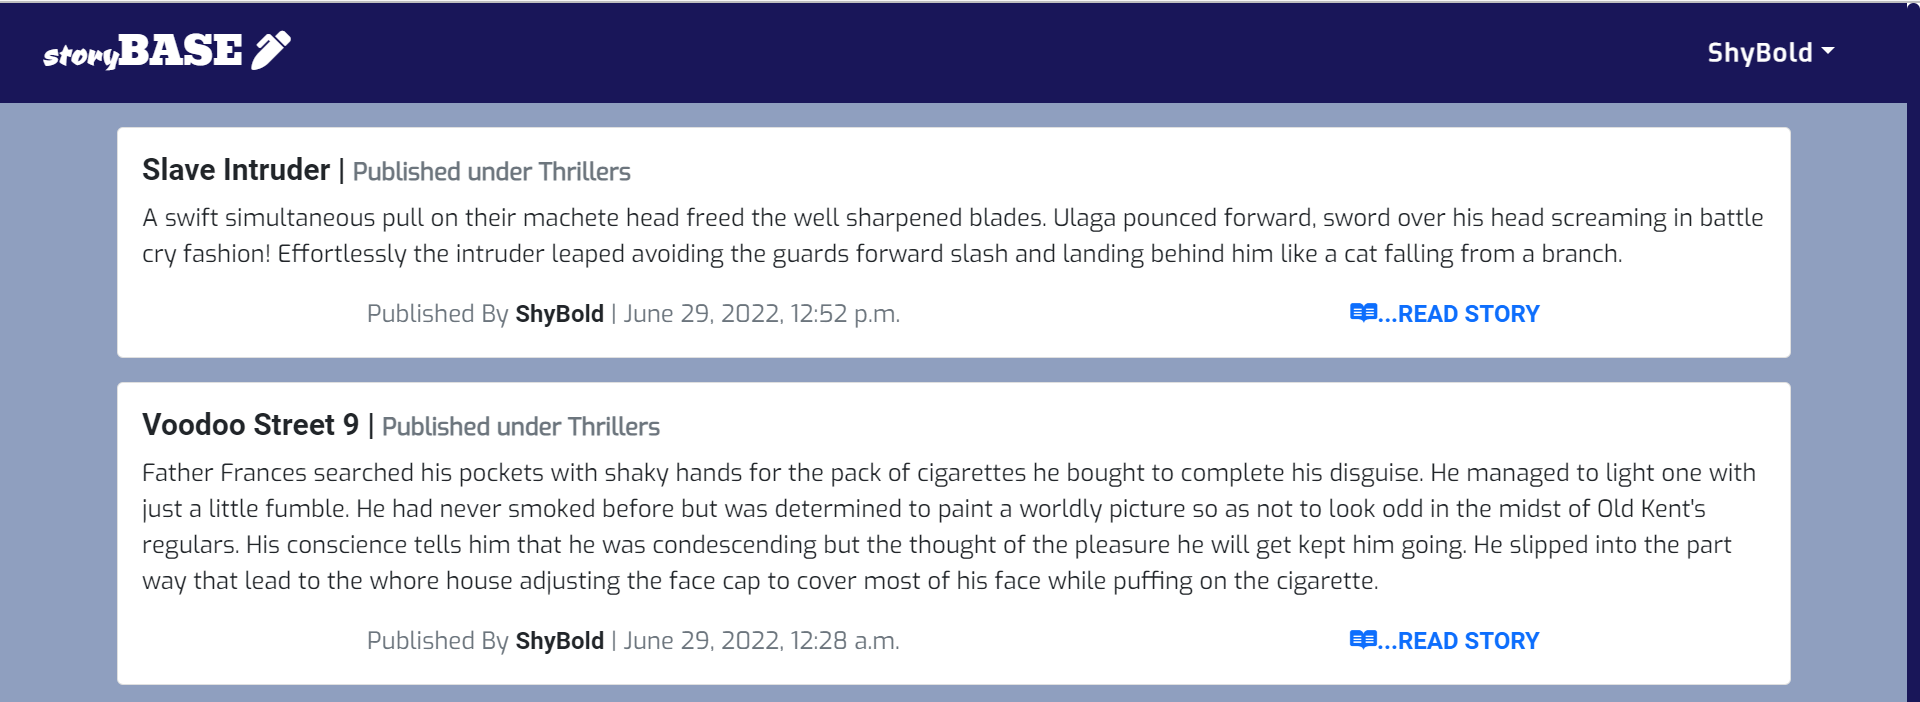 storyBASE
ShyBold
Slave Intruder | Published under Thrillers
A swift simultaneous pull on their machete head freed the well sharpened blades. Ulaga pounced forward, sword over his head screaming in battle
cry fashion! Effortlessly the intruder leaped avoiding the guards forward slash and landing behind him like a cat falling from a branch.
Published By ShyBold | June 29, 2022, 12:52 p.m.
...READ STORY
Voodoo Street 9 | Published under Thrillers
Father Frances searched his pockets with shaky hands for the pack of cigarettes he bought to complete his disguise. He managed to light one with
just a little fumble. He had never smoked before but was determined to paint a worldly picture so as not to look odd in the midst of Old Kent's
regulars. His conscience tells him that he was condescending but the thought of the pleasure he will get kept him going. He slipped into the part
way that lead to the whore house adjusting the face cap to cover most of his face while puffing on the cigarette.
Published By ShyBold | June 29, 2022, 12:28 a.m.
...READ STORY